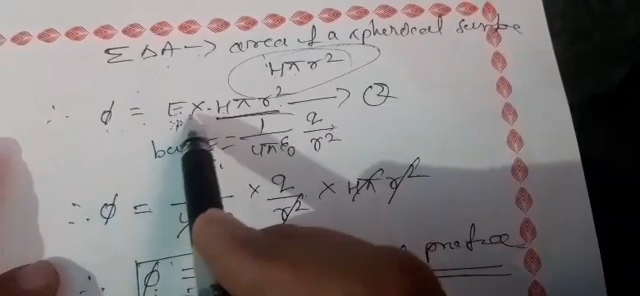 ΣΔA → area of a spherical surface
4πr²
∴ φ = E × 4πr² → ②
but E = 1/4πε₀ q/r²
∴ φ = × q/r² × 4πr²
φ =